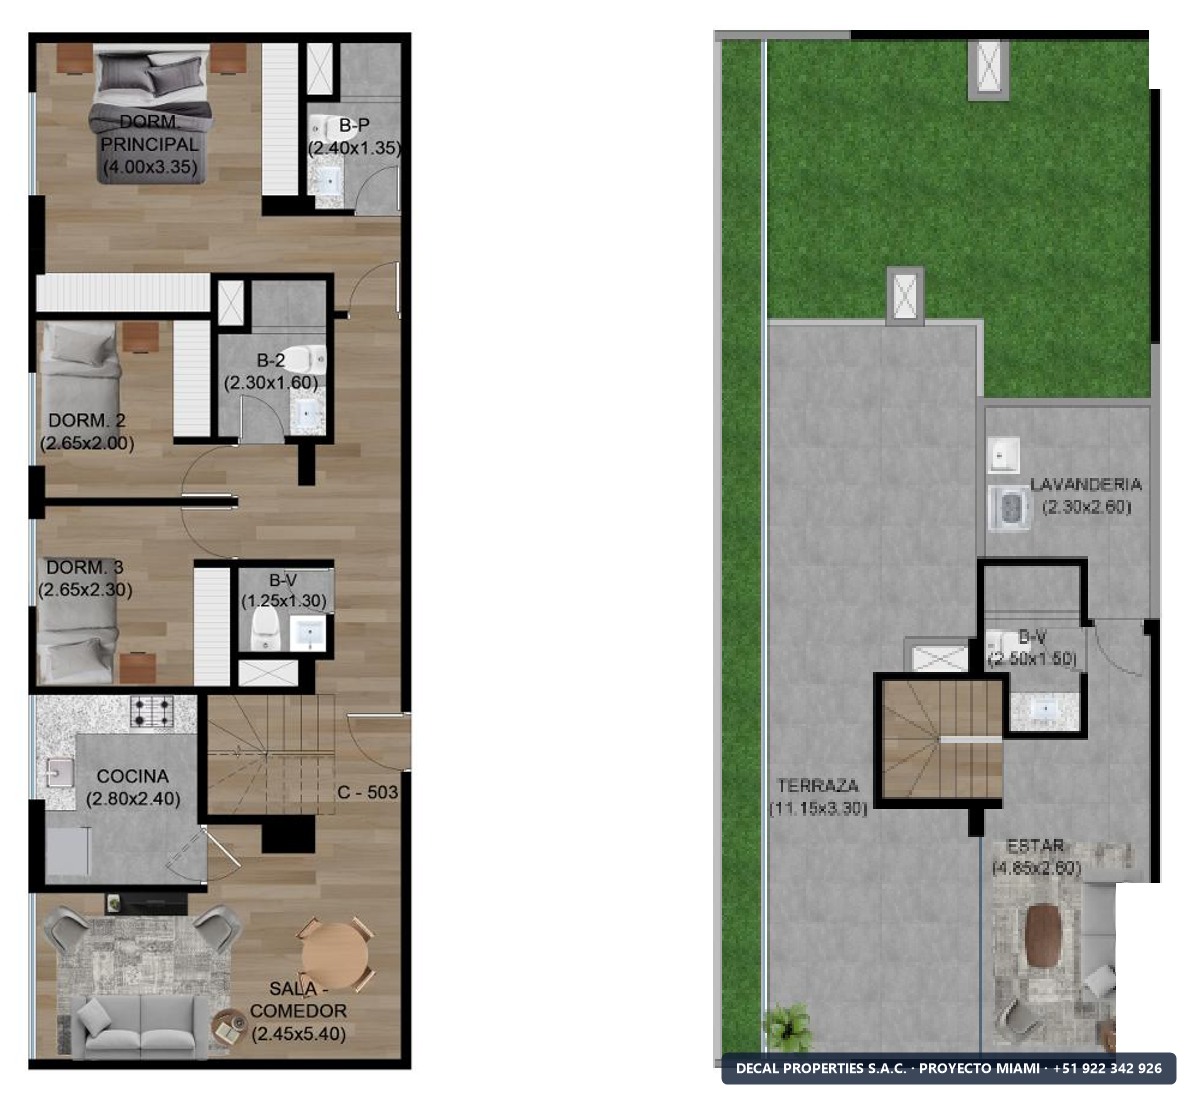 DORM.
PRINCIPAL
(4.00x3.35)
B-P
(2.40x1.35)
B-2
(2.30x1.60)
DORM. 2
(2.65x2.00)
DORM. 3
(2.65x2.30)
B-V
(1.25x1.30)
COCINA
(2.80x2.40)
C - 503
SALA -
COMEDOR
(2.45x5.40)
LAVANDERIA
(2.30x2.60)
B-V
(2.50x1.50)
TERRAZA
(11.15x3.30)
ESTAR
(4.85x2.60)
DECAL PROPERTIES S.A.C. · PROYECTO MIAMI · +51 922 342 926